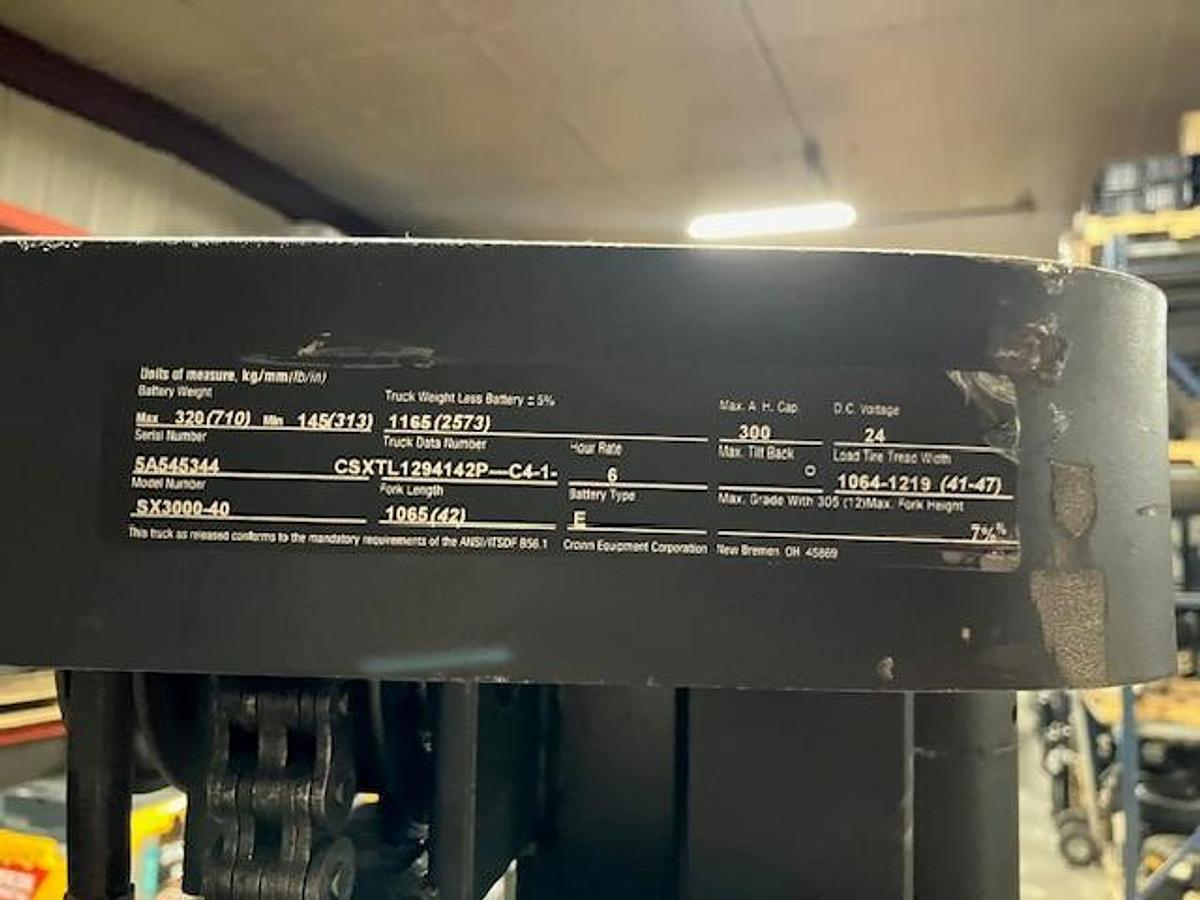 Units of measure, kg/mm(lb/in)
Battery Weight
Max 320(710) Min 145(313)
Truck Weight Less Battery ± 5%
1165(2573)
Max. A. H. Cap.
300
D.C. Voltage
24
Serial Number
5A545344
Truck Data Number
CSXTL1294142P—C4-1-
Hour Rate
6
Max. Tilt Back
O
Load Tire Tread Width
1064-1219 (41-47)
Model Number
SX3000-40
Fork Length
1065(42)
Battery Type
E
Max. Grade With 305 (12)Max. Fork Height
7%%
This truck as released conforms to the mandatory requirements of the ANSI/ITSDF B56.1
Crown Equipment Corporation
New Bremen OH 45869